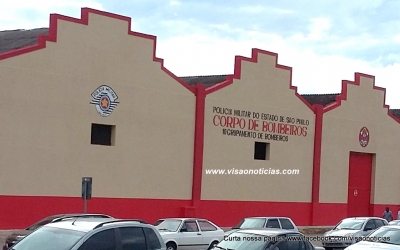 POLICIA MILITAR DO ESTADO DE SÃO PAULO
CORPO DE BOMBEIROS
GRUPAMENTO DE BOMBEIROS
www.visaonoticias.com
Curta nossa página www.facebook.com/visaonoticias